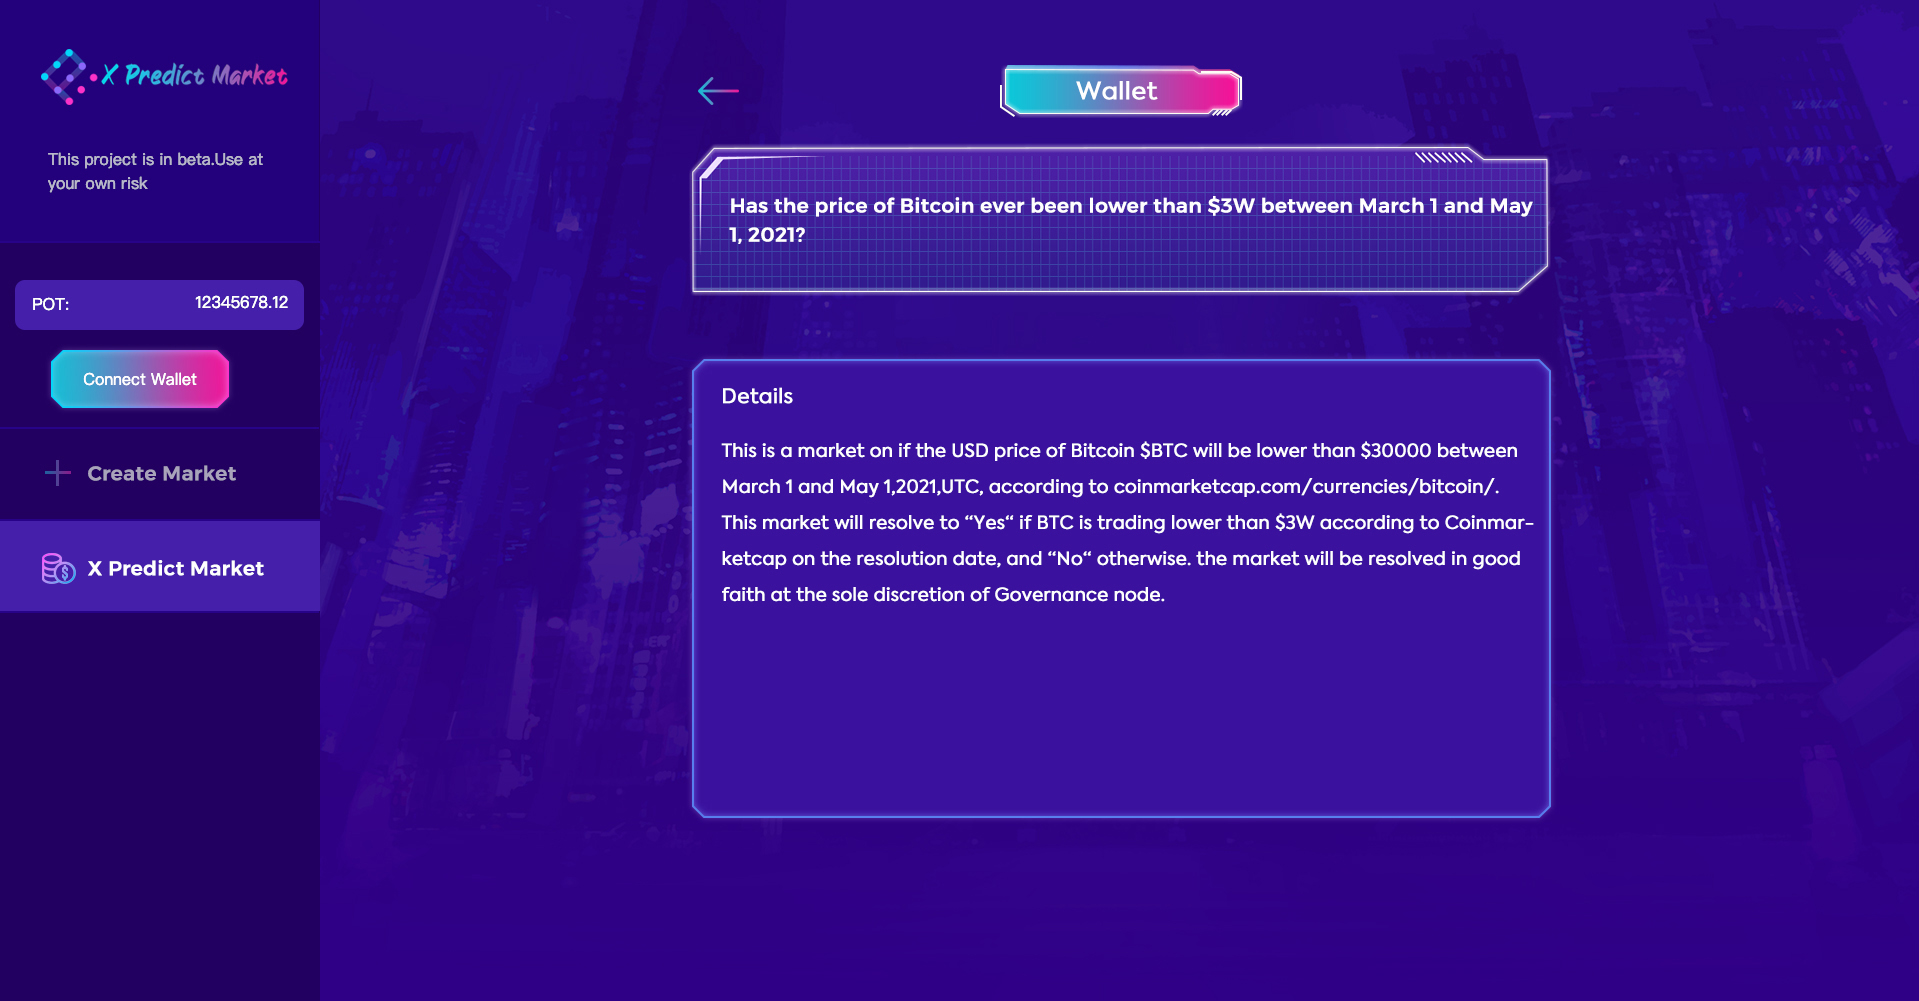 X Predict Market
This project is in beta.Use at
your own risk
POT: 12345678.12
Connect Wallet
Create Market
X Predict Market
Wallet
Has the price of Bitcoin ever been lower than $3W between March 1 and May
1, 2021?
Details
This is a market on if the USD price of Bitcoin $BTC will be lower than $30000 between
March 1 and May 1,2021,UTC, according to coinmarketcap.com/currencies/bitcoin/.
This market will resolve to “Yes“ if BTC is trading lower than $3W according to Coinmar-
ketcap on the resolution date, and “No“ otherwise. the market will be resolved in good
faith at the sole discretion of Governance node.